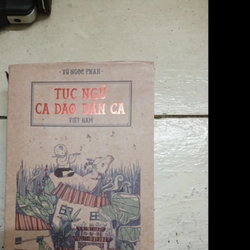 VŨ NGỌC PHAN
TỤC NGỮ
CA DAO DÂN CA
VIỆT NAM